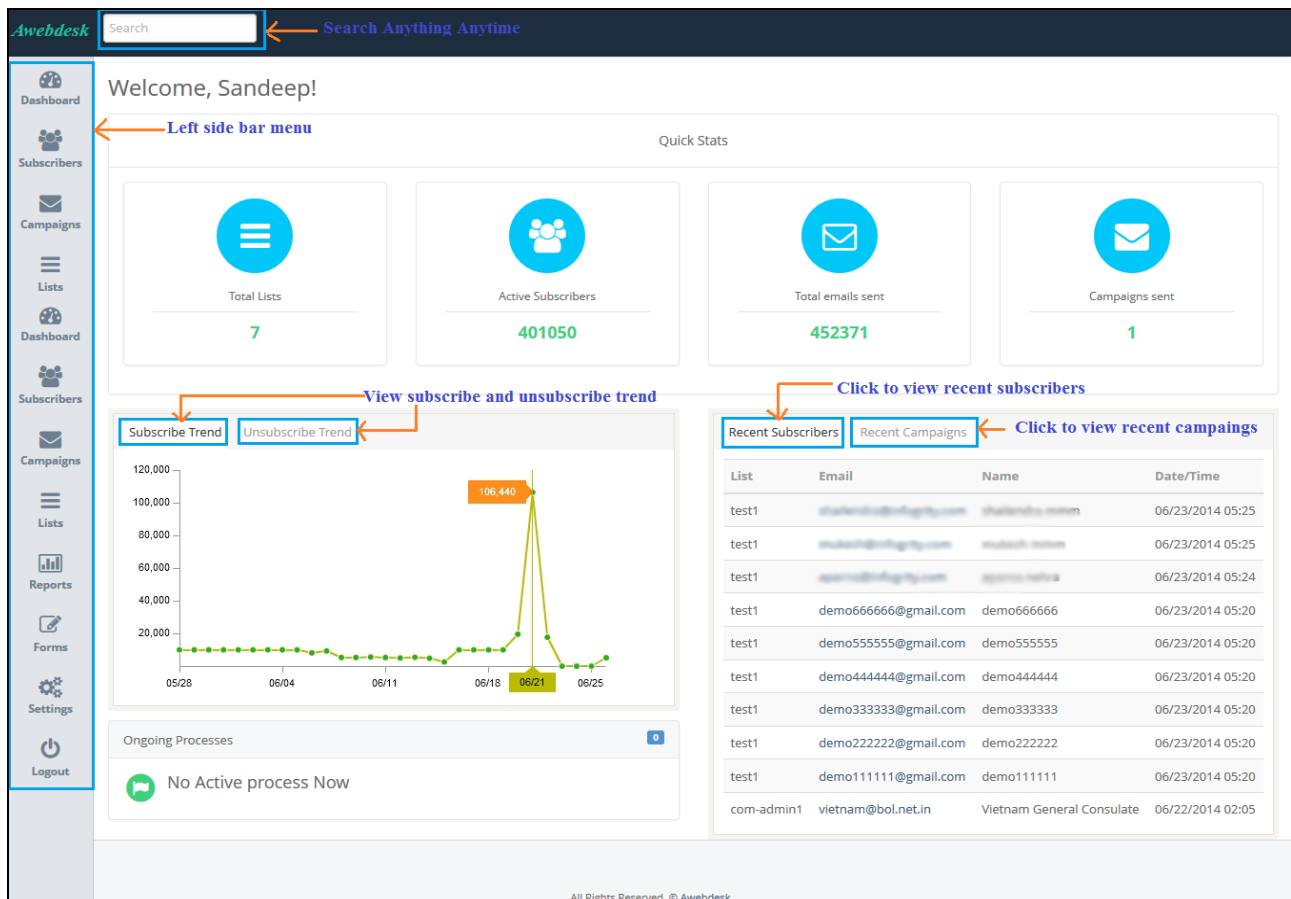 Awebdesk
Search
Search Anything Anytime
Dashboard
Subscribers
Campaigns
Lists
Dashboard
Subscribers
Campaigns
Lists
Reports
Forms
Settings
Logout
Welcome, Sandeep!
Left side bar menu
Quick Stats
Total Lists
7
Active Subscribers
401050
Total emails sent
452371
Campaigns sent
1
View subscribe and unsubscribe trend
Subscribe Trend Unsubscribe Trend
120,000
100,000
80,000
60,000
40,000
20,000
106,440
05/28 06/04 06/11 06/18 06/21 06/25
Ongoing Processes 0
No Active process Now
Click to view recent subscribers
Recent Subscribers Recent Campaigns
Click to view recent campaings
List Email Name Date/Time
test1 06/23/2014 05:25
test1 06/23/2014 05:25
test1 06/23/2014 05:24
test1 demo666666@gmail.com demo666666 06/23/2014 05:20
test1 demo555555@gmail.com demo555555 06/23/2014 05:20
test1 demo444444@gmail.com demo444444 06/23/2014 05:20
test1 demo333333@gmail.com demo333333 06/23/2014 05:20
test1 demo222222@gmail.com demo222222 06/23/2014 05:20
test1 demo111111@gmail.com demo111111 06/23/2014 05:20
com-admin1 vietnam@bol.net.in Vietnam General Consulate 06/22/2014 02:05
All Rights Reserved. © Awebdesk